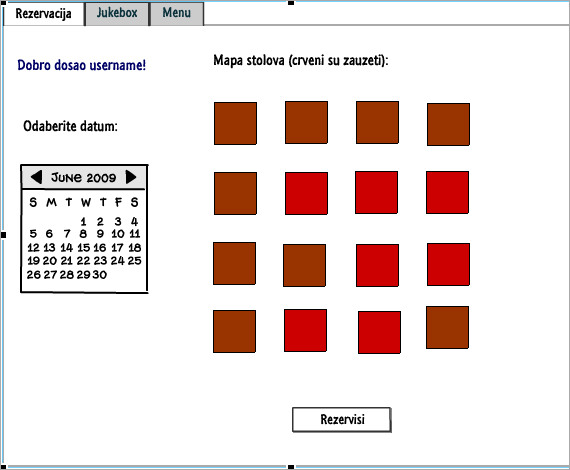 Rezervacija Jukebox Menu
Dobro dosao username!
Mapa stolova (crveni su zauzeti):
Odaberite datum:
June 2009
S M T W T F S
1 2 3 4
5 6 7 8 9 10 11
12 13 14 15 16 17 18
19 20 21 22 23 24 25
26 27 28 29 30
Rezervisi